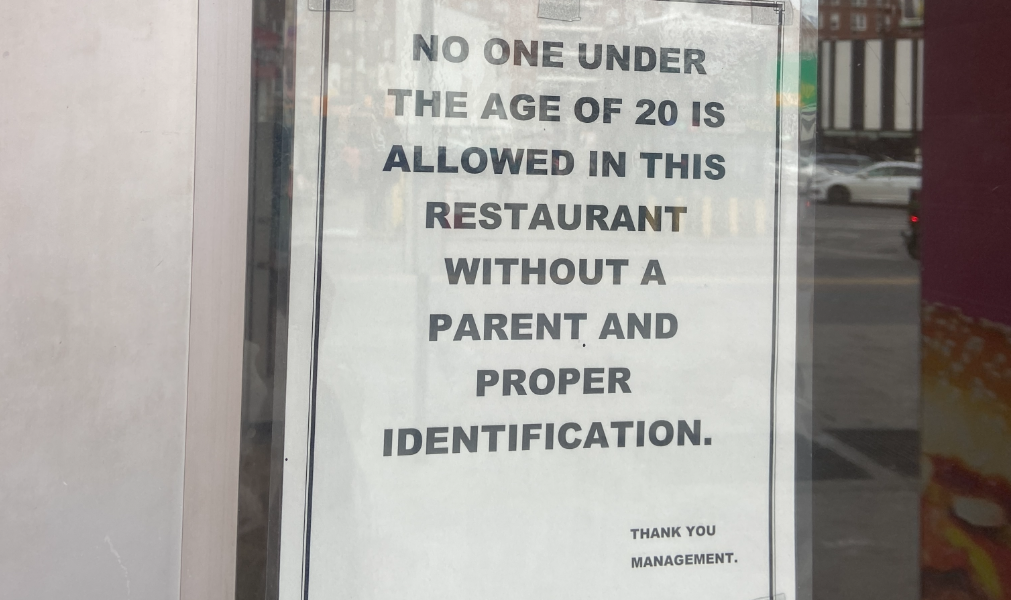 NO ONE UNDER
THE AGE OF 20 IS
ALLOWED IN THIS
RESTAURANT
WITHOUT A
PARENT AND
PROPER
IDENTIFICATION.
THANK YOU
MANAGEMENT.